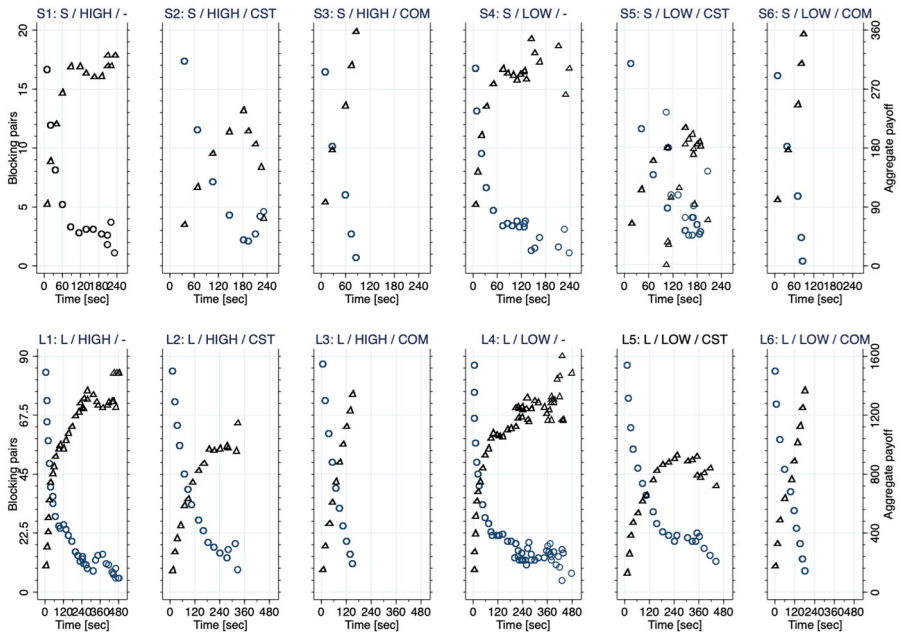 S1: S / HIGH / -
S2: S / HIGH / CST
S3: S / HIGH / COM
S4: S / LOW / -
S5: S / LOW / CST
S6: S / LOW / COM
20
15
10
5
0
Blocking pairs
360
270
180
90
0
Aggregate payoff
0 60 120 180 240
0 60 120 180 240
0 60 120 180 240
0 60 120 180 240
0 60 120 180 240
0 60 120 180 240
Time [sec]
Time [sec]
Time [sec]
Time [sec]
Time [sec]
Time [sec]
L1: L / HIGH / -
L2: L / HIGH / CST
L3: L / HIGH / COM
L4: L / LOW / -
L5: L / LOW / CST
L6: L / LOW / COM
90
67.5
45
22.5
0
Blocking pairs
1600
1200
800
400
0
Aggregate payoff
0 120 240 360 480
0 120 240 360 480
0 120 240 360 480
0 120 240 360 480
0 120 240 360 480
0 120 240 360 480
Time [sec]
Time [sec]
Time [sec]
Time [sec]
Time [sec]
Time [sec]